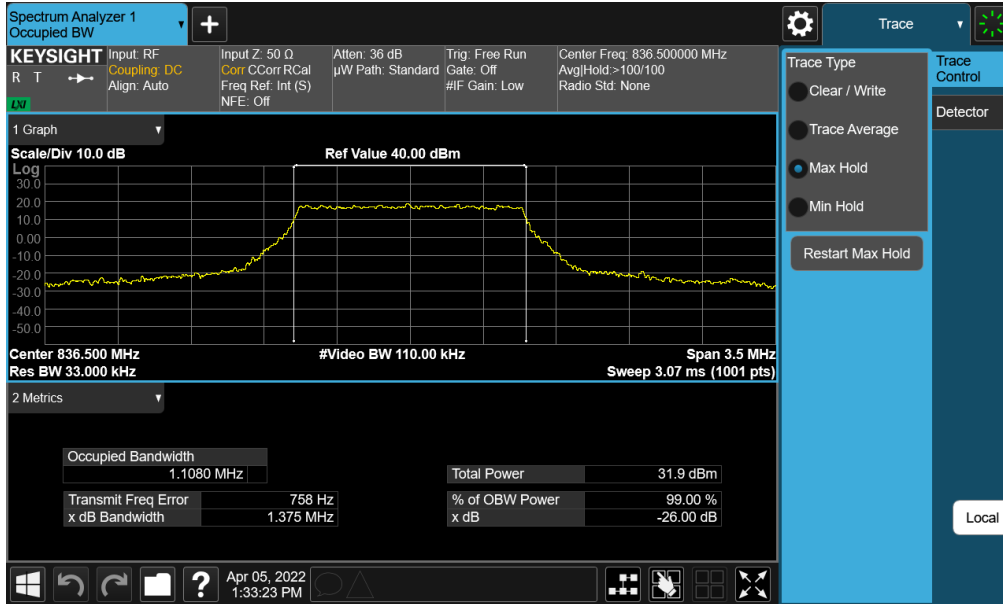 Spectrum Analyzer 1
Occupied BW
Trace
KEYSIGHT
R T
LXI
Input: RF
Coupling: DC
Align: Auto
Input Z: 50 Ω
Corr CCorr RCal
Freq Ref: Int (S)
NFE: Off
Atten: 36 dB
µW Path: Standard
Trig: Free Run
Gate: Off
#IF Gain: Low
Center Freq: 836.500000 MHz
Avg|Hold:>100/100
Radio Std: None
1 Graph
Scale/Div 10.0 dB
Ref Value 40.00 dBm
Log
30.0
20.0
10.0
0.00
-10.0
-20.0
-30.0
-40.0
-50.0
Center 836.500 MHz
#Video BW 110.00 kHz
Span 3.5 MHz
Res BW 33.000 kHz
Sweep 3.07 ms (1001 pts)
2 Metrics
Occupied Bandwidth
1.1080 MHz
Total Power 31.9 dBm
Transmit Freq Error 758 Hz
% of OBW Power 99.00 %
x dB Bandwidth 1.375 MHz
x dB -26.00 dB
Trace Type
Clear / Write
Trace Average
Max Hold
Min Hold
Restart Max Hold
Trace
Control
Detector
Local
?
Apr 05, 2022
1:33:23 PM